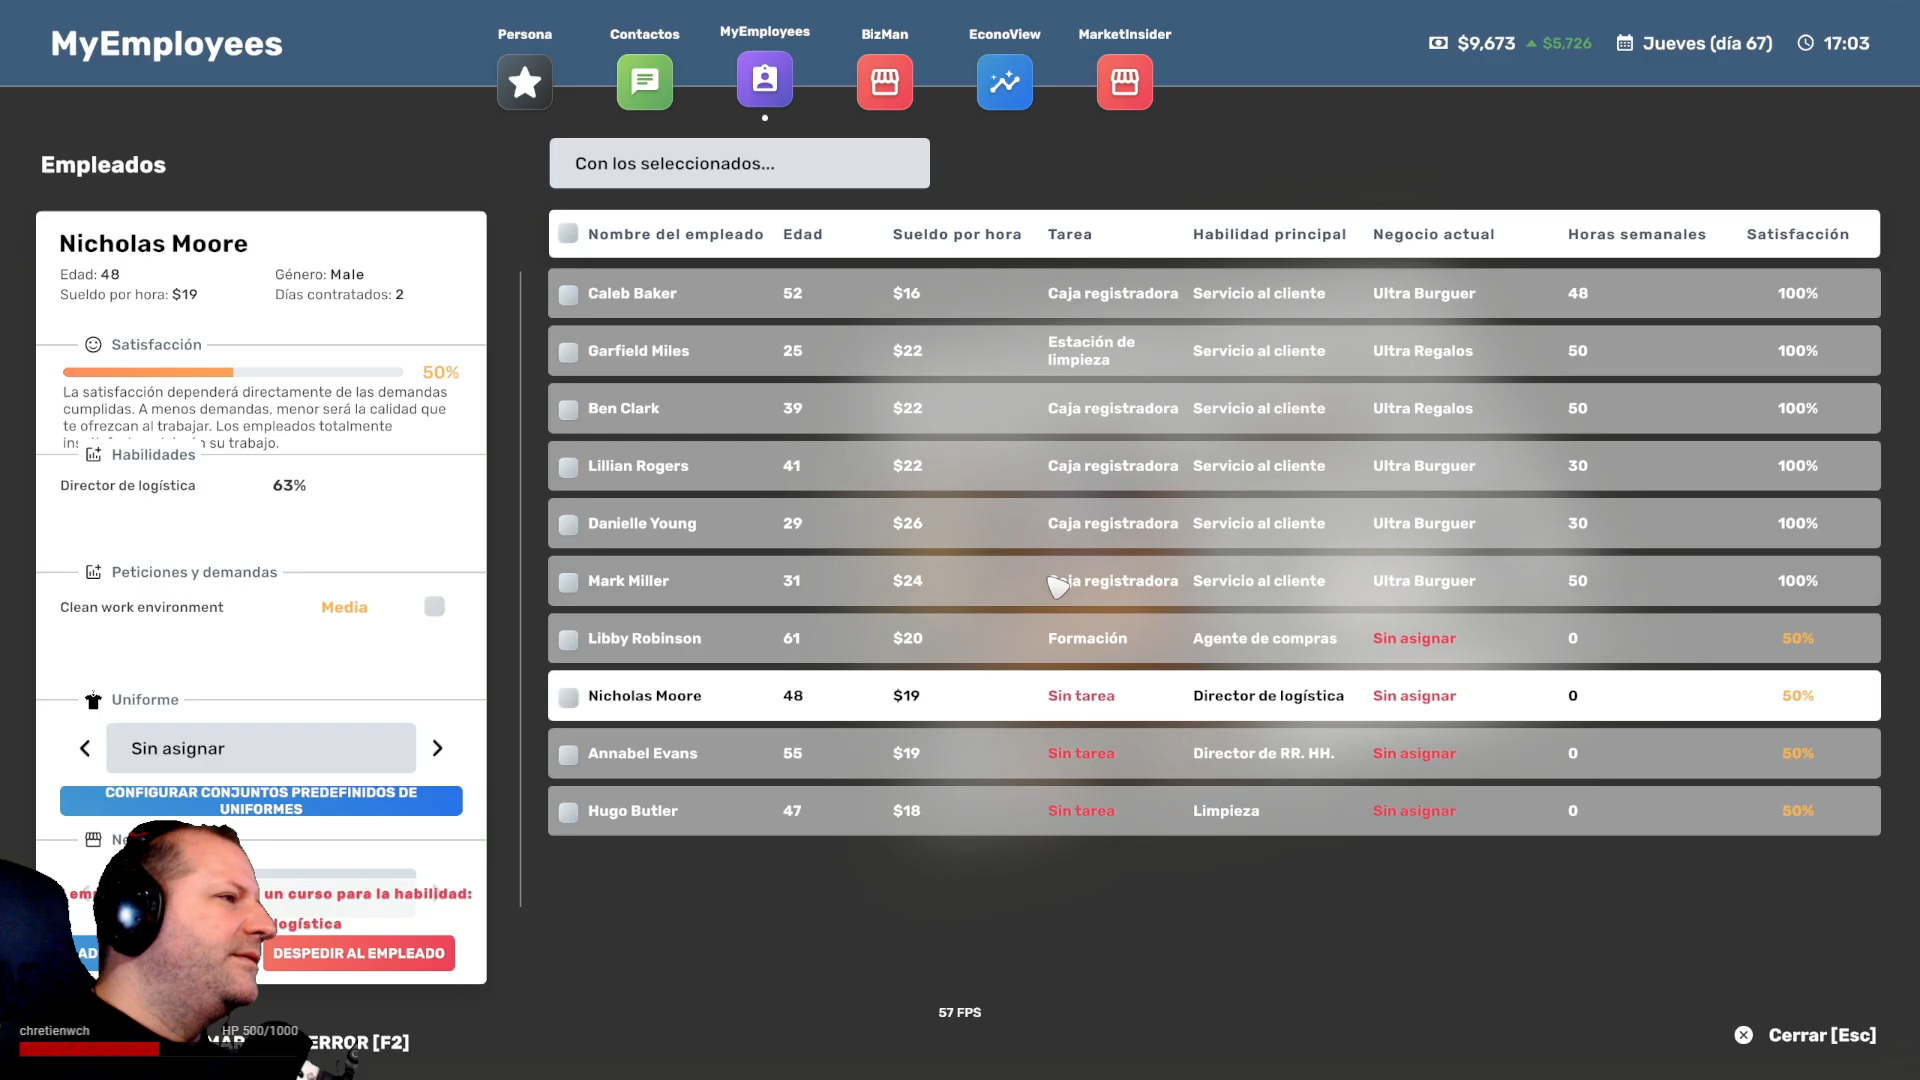 MyEmployees
Persona
Contactos
MyEmployees
BizMan
EconoView
MarketInsider
$9,673
$5,726
Jueves (día 67)
17:03
Empleados
Con los seleccionados...
Nicholas Moore
Edad: 48
Género: Male
Sueldo por hora: $19
Días contratados: 2
Satisfacción
50%
La satisfacción dependerá directamente de las demandas
cumplidas. A menos demandas, menor será la calidad que
te ofrezcan al trabajar. Los empleados totalmente
su trabajo.
Habilidades
Director de logística 63%
Peticiones y demandas
Clean work environment Media
Uniforme
Sin asignar
CONFIGURAR CONJUNTOS PREDEFINIDOS DE
UNIFORMES
un curso para la habilidad:
logística
DESPEDIR AL EMPLEADO
Nombre del empleado Edad Sueldo por hora Tarea Habilidad principal Negocio actual Horas semanales Satisfacción
Caleb Baker 52 $16 Caja registradora Servicio al cliente Ultra Burguer 48 100%
Garfield Miles 25 $22 Estación de limpieza Servicio al cliente Ultra Regalos 50 100%
Ben Clark 39 $22 Caja registradora Servicio al cliente Ultra Regalos 50 100%
Lillian Rogers 41 $22 Caja registradora Servicio al cliente Ultra Burguer 30 100%
Danielle Young 29 $26 Caja registradora Servicio al cliente Ultra Burguer 30 100%
Mark Miller 31 $24 Caja registradora Servicio al cliente Ultra Burguer 50 100%
Libby Robinson 61 $20 Formación Agente de compras Sin asignar 0 50%
Nicholas Moore 48 $19 Sin tarea Director de logística Sin asignar 0 50%
Annabel Evans 55 $19 Sin tarea Director de RR. HH. Sin asignar 0 50%
Hugo Butler 47 $18 Sin tarea Limpieza Sin asignar 0 50%
57 FPS
chretienwch
HP 500/1000
ERROR [F2]
Cerrar [Esc]